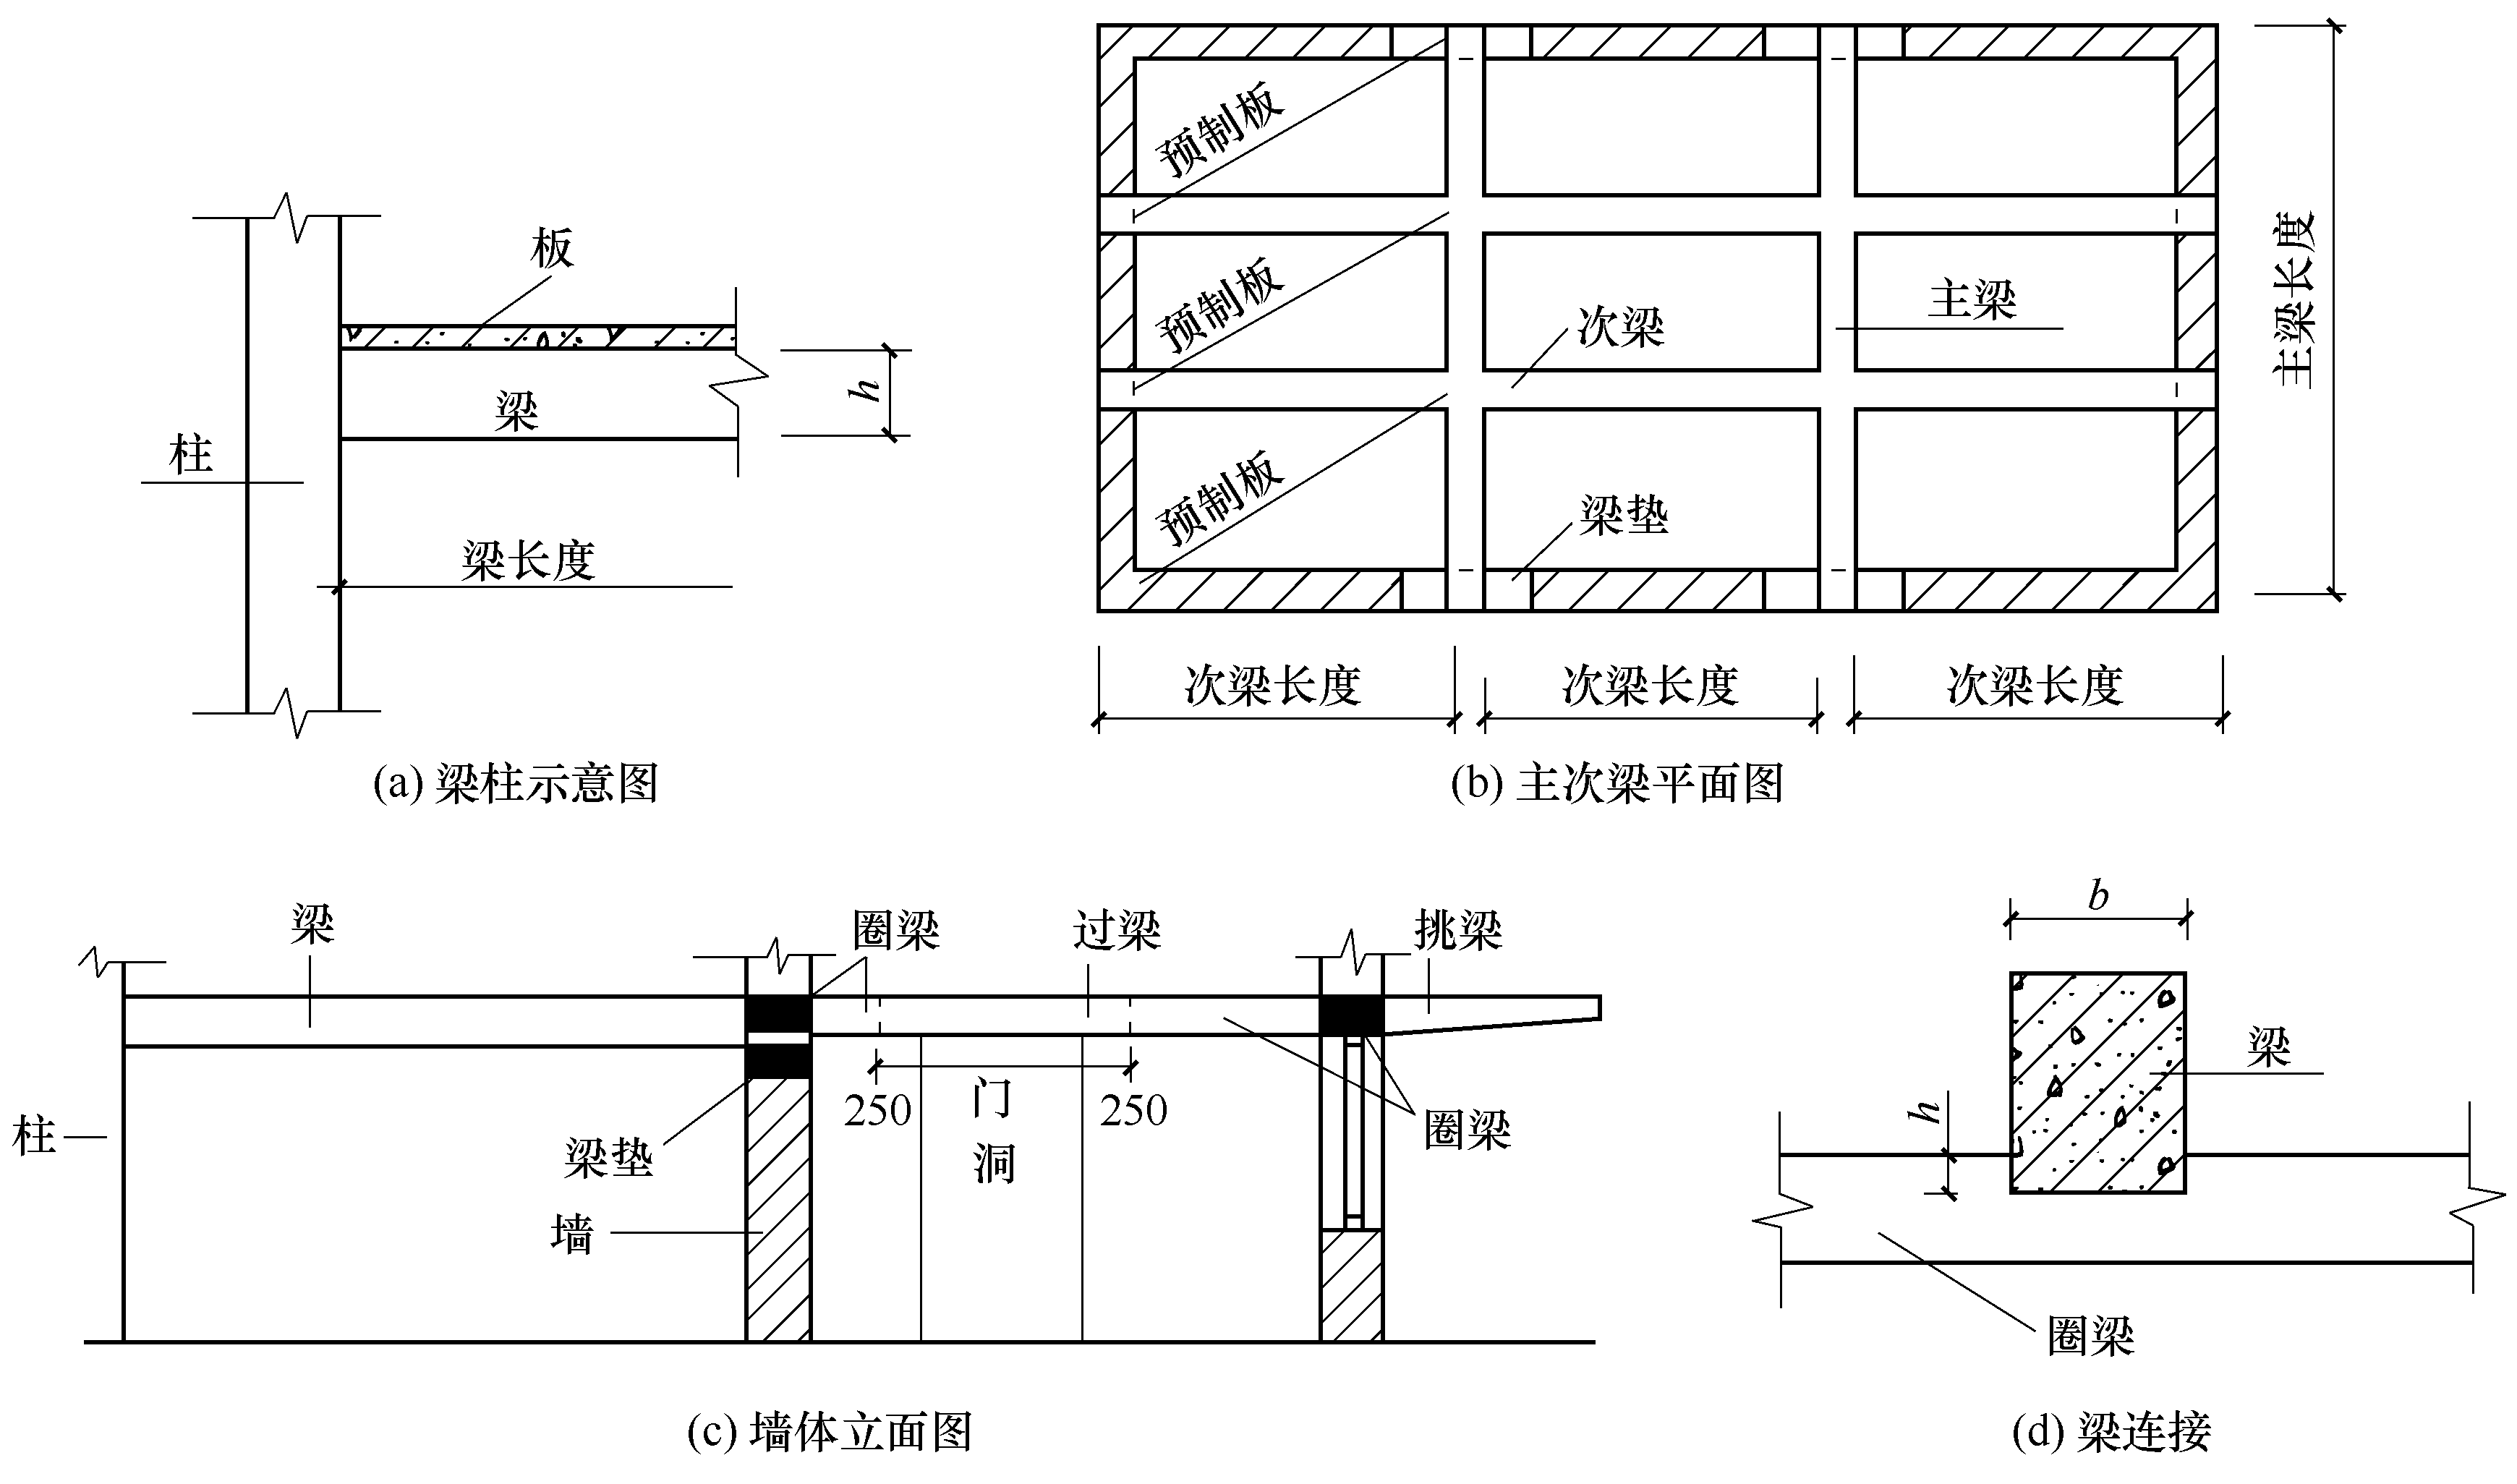 板
梁
h
柱
梁长度
(a) 梁柱示意图
预制板
预制板
预制板
次梁
主梁
梁垫
主梁长度
次梁长度 次梁长度 次梁长度
(b) 主次梁平面图
梁 圈梁 过梁 挑梁
柱
250 门洞 250
梁垫
圈梁
墙
(c) 墙体立面图
b
梁
h
圈梁
(d) 梁连接